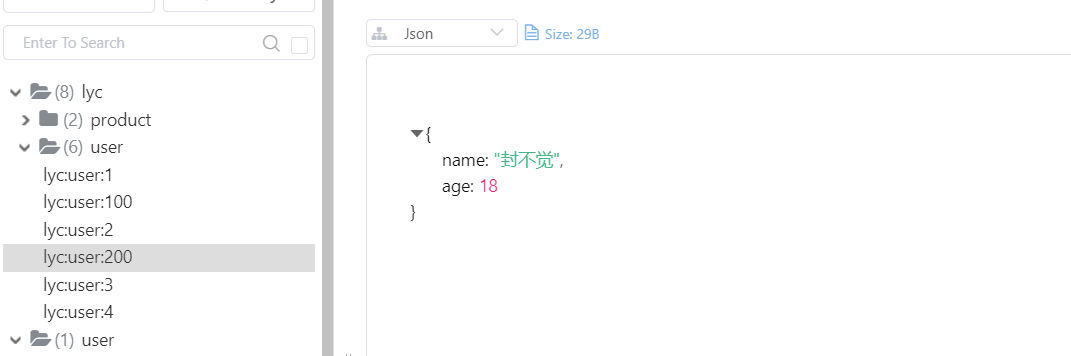 Enter To Search
(8) lyc
(2) product
(6) user
lyc:user:1
lyc:user:100
lyc:user:2
lyc:user:200
lyc:user:3
lyc:user:4
(1) user
Json
Size: 29B
{
name: "封不觉",
age: 18
}